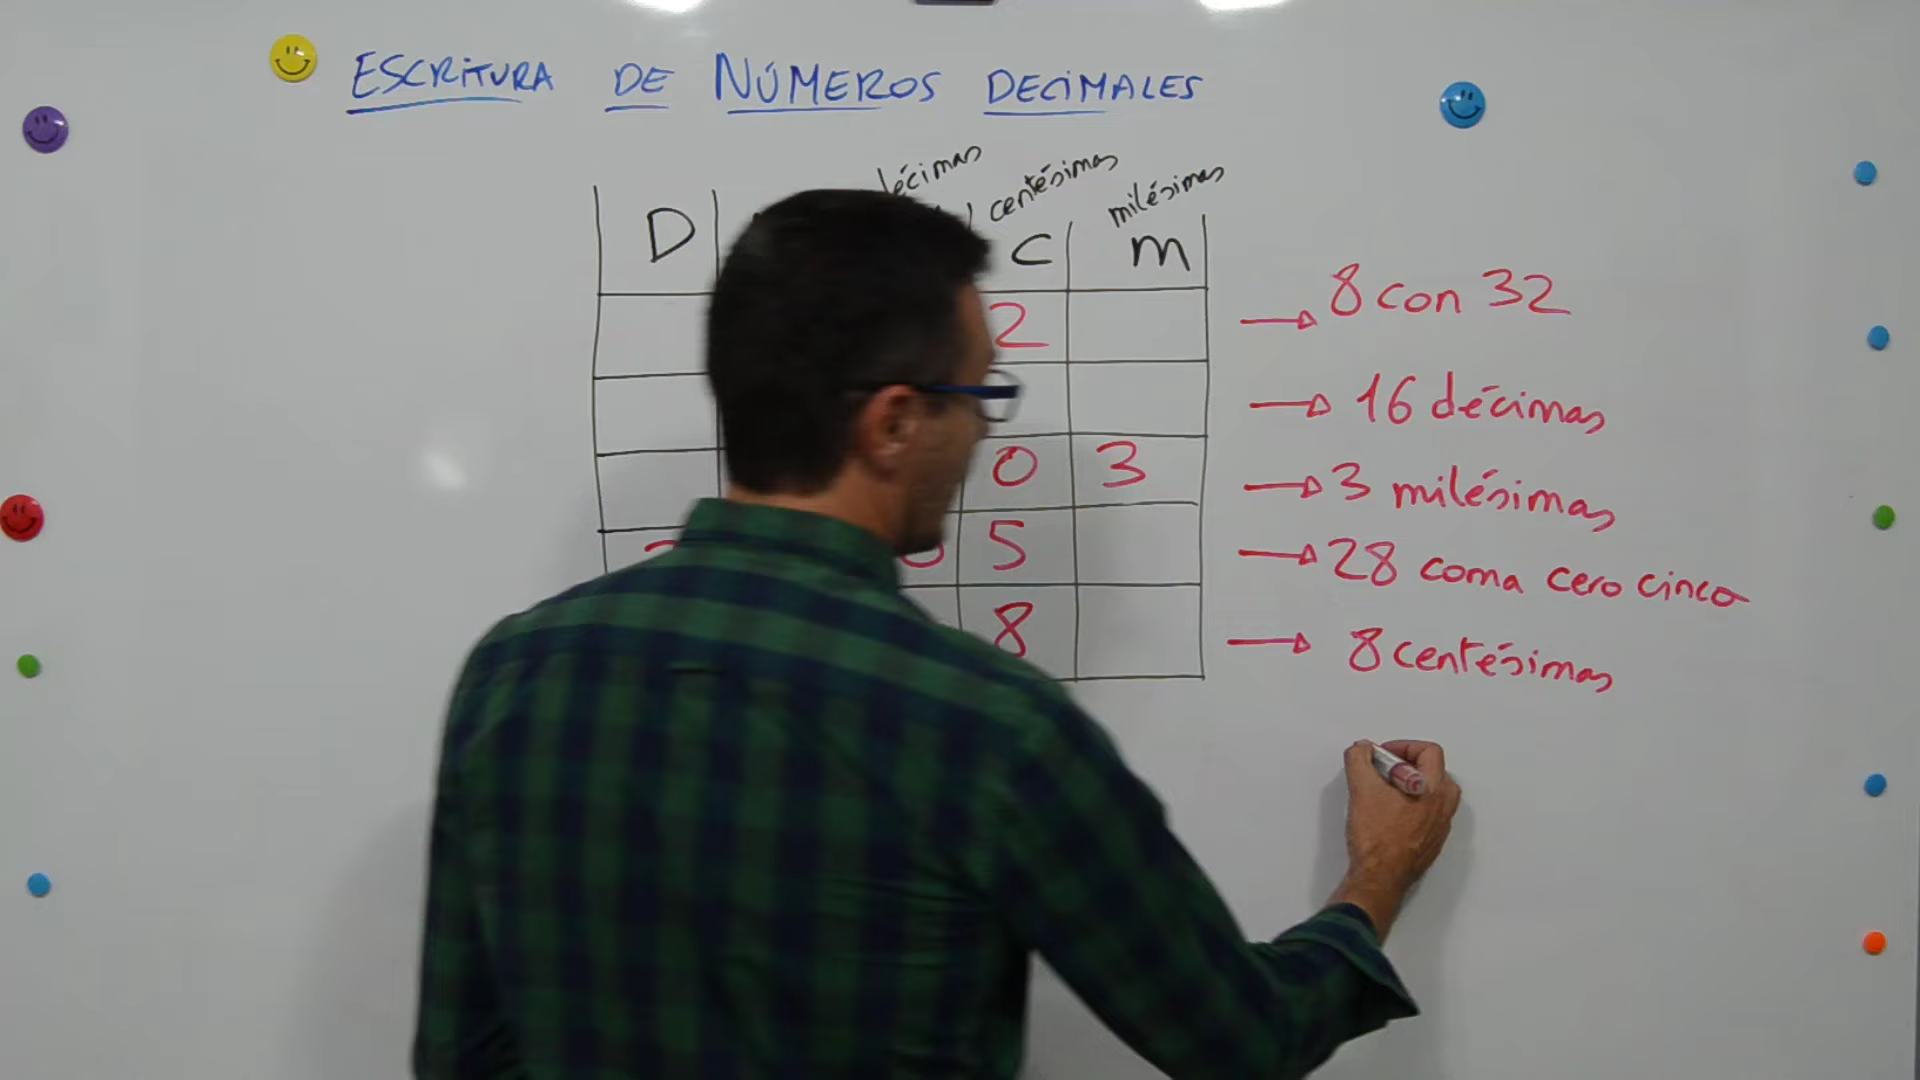 ESCRITURA DE NÚMEROS DECIMALES
centésimas milésimas
D C m
2 → 8 con 32
→ 16 décimas
0 3 → 3 milésimas
5 → 28 coma cero cinco
8 → 8 centésimas